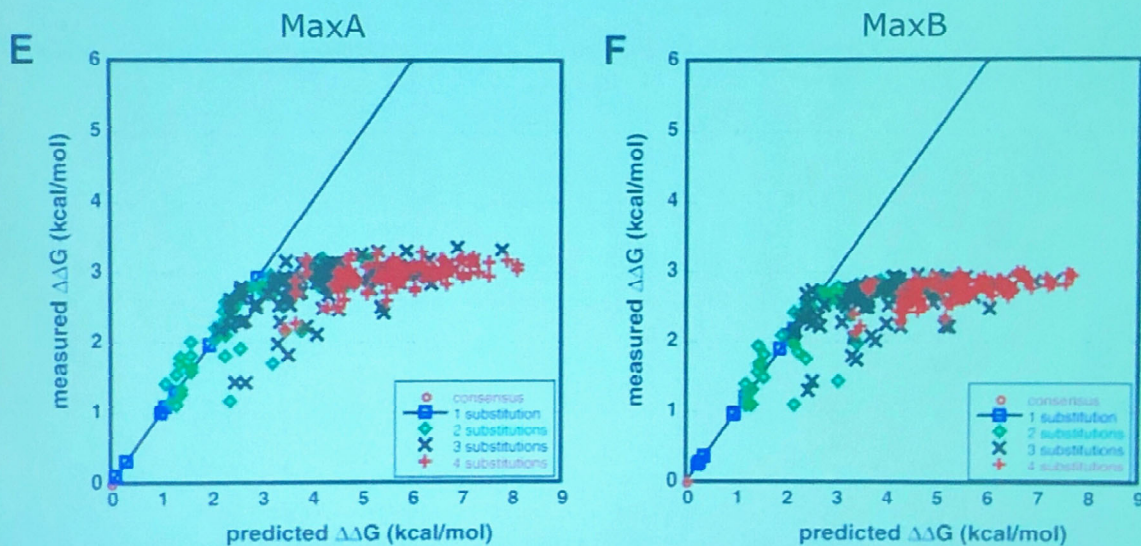 E
MaxA
6
5
4
3
2
1
0
measured ΔΔG (kcal/mol)
consensus
1 substitution
2 substitutions
3 substitutions
4 substitutions
0 1 2 3 4 5 6 7 8 9
predicted ΔΔG (kcal/mol)
F
MaxB
6
5
4
3
2
1
0
measured ΔΔG (kcal/mol)
consensus
1 substitution
2 substitutions
3 substitutions
4 substitutions
0 1 2 3 4 5 6 7 8 9
predicted ΔΔG (kcal/mol)